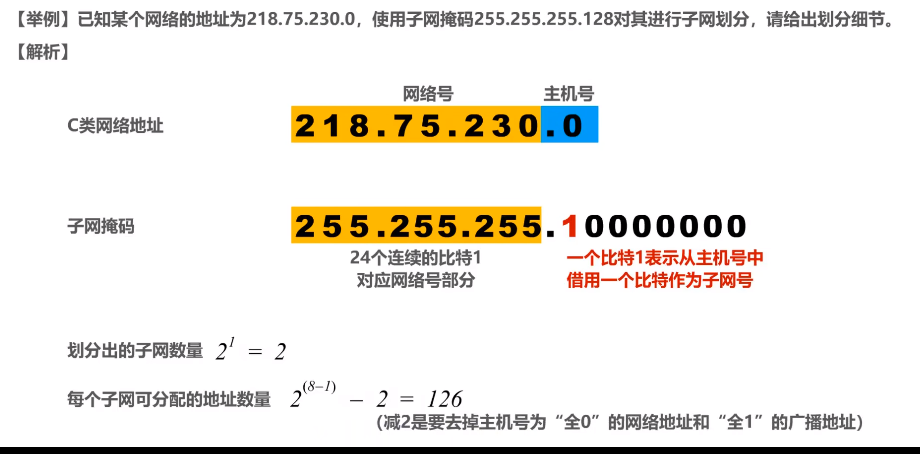 【举例】已知某个网络的地址为218.75.230.0，使用子网掩码255.255.255.128对其进行子网划分，请给出划分细节。
【解析】
网络号 主机号
C类网络地址 218.75.230.0
子网掩码 255.255.255.10000000
24个连续的比特1 一个比特1表示从主机号中
对应网络号部分 借用一个比特作为子网号
划分出的子网数量 2^1 = 2
每个子网可分配的地址数量 2^(8–1) – 2 = 126
（减2是要去掉主机号为“全0”的网络地址和“全1”的广播地址）